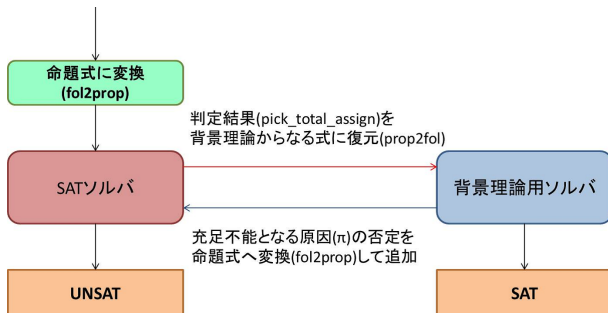 命題式に変換
(fol2prop)
判定結果(pick_total_assign)を
背景理論からなる式に復元(prop2fol)
SATソルバ
背景理論用ソルバ
充足不能となる原因(π)の否定を
命題式へ変換(fol2prop)して追加
UNSAT
SAT